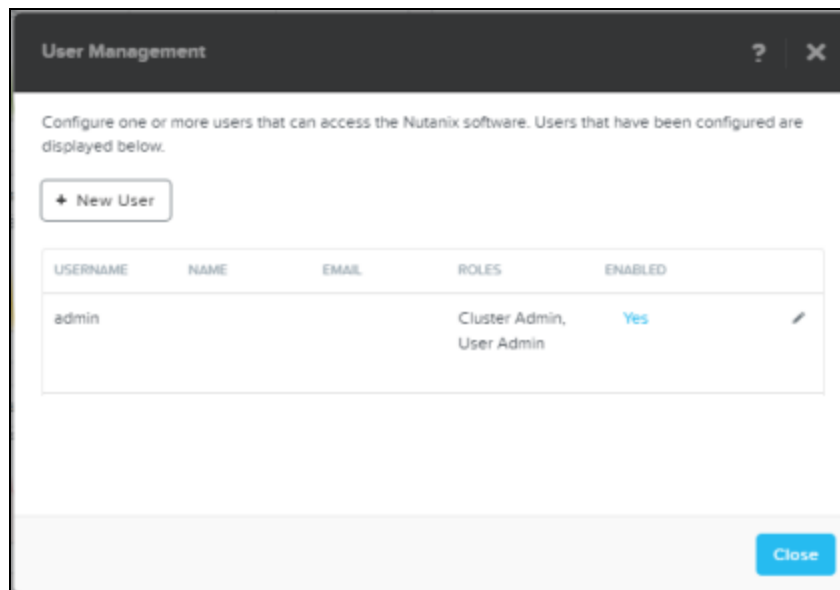 User Management
? ×
Configure one or more users that can access the Nutanix software. Users that have been configured are
displayed below.
+ New User
USERNAME NAME EMAIL ROLES ENABLED
admin Cluster Admin, Yes
User Admin
Close